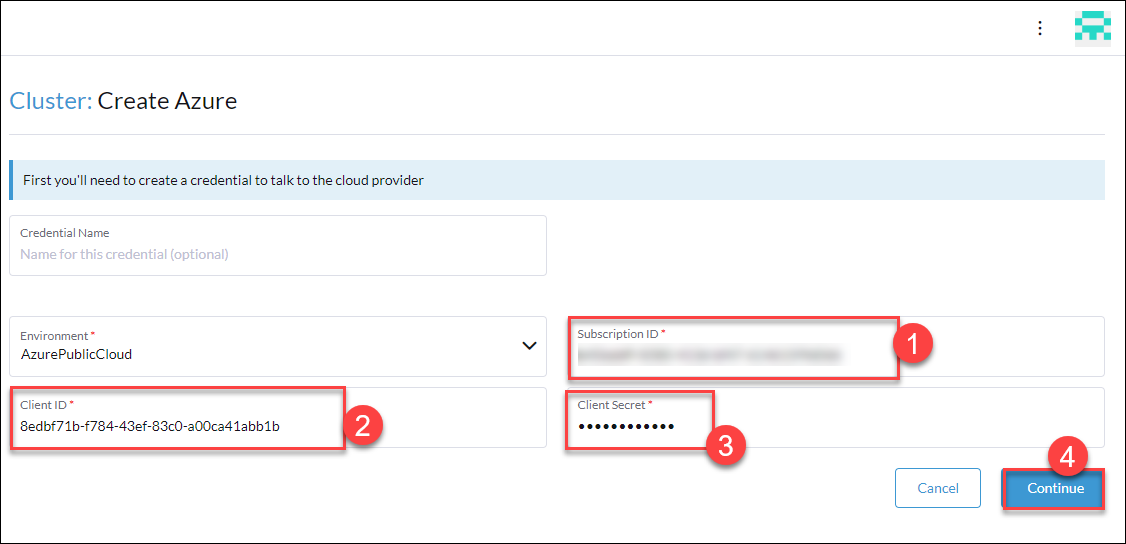 Cluster: Create Azure
First you'll need to create a credential to talk to the cloud provider
Credential Name
Name for this credential (optional)
Environment *
AzurePublicCloud
Subscription ID *
1
Client ID *
8edbf71b-f784-43ef-83c0-a00ca41abb1b
2
Client Secret *
••••••••••••
3
4
Cancel
Continue